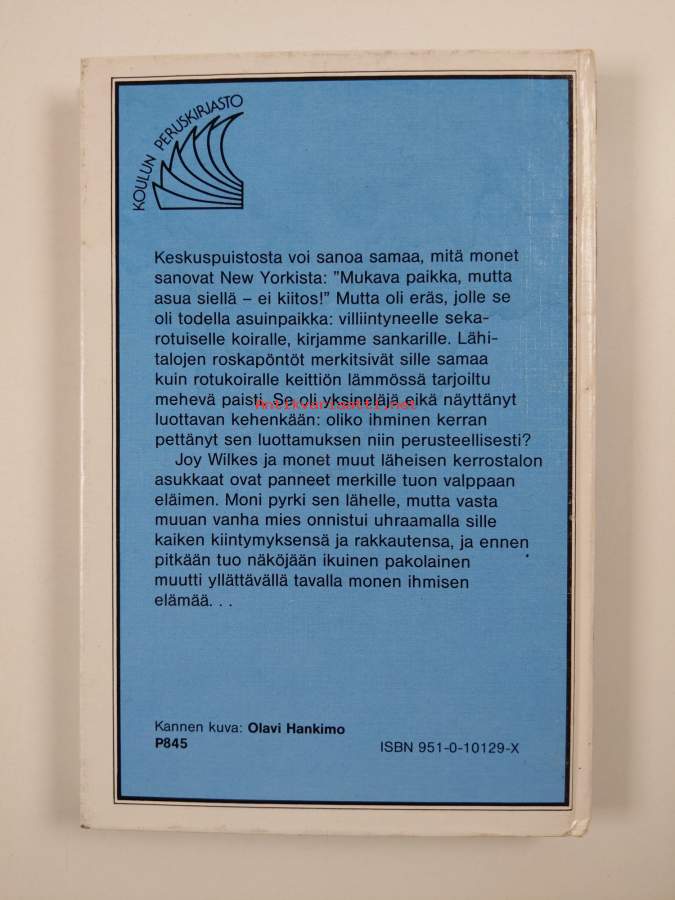 KOULUN PERUSKIRJASTO
Keskuspuistosta voi sanoa samaa, mitä monet
sanovat New Yorkista: ”Mukava paikka, mutta
asua siellä – ei kiitos!” Mutta oli eräs, jolle se
oli todella asuinpaikka: villiintyneelle seka-
rotuiselle koiralle, kirjamme sankarille. Lähi-
talojen roskapöntöt merkitsivät sille samaa
kuin rotukoiralle keittiön lämmössä tarjoiltu
mehevä paisti. Se oli yksineläjä eikä näyttänyt
Antikvariaatti.net
luottavan kehenkään: oliko ihminen kerran
pettänyt sen luottamuksen niin perusteellisesti?
Joy Wilkes ja monet muut läheisen kerrostalon
asukkaat ovat panneet merkille tuon valppaan
eläimen. Moni pyrki sen lähelle, mutta vasta
muuan vanha mies onnistui uhraamalla sille
kaiken kiintymyksensä ja rakkautensa, ja ennen
pitkään tuo näköjään ikuinen pakolainen
muutti yllättävällä tavalla monen ihmisen
elämää. . .
Kannen kuva: Olavi Hankimo
P845
ISBN 951-0-10129-X